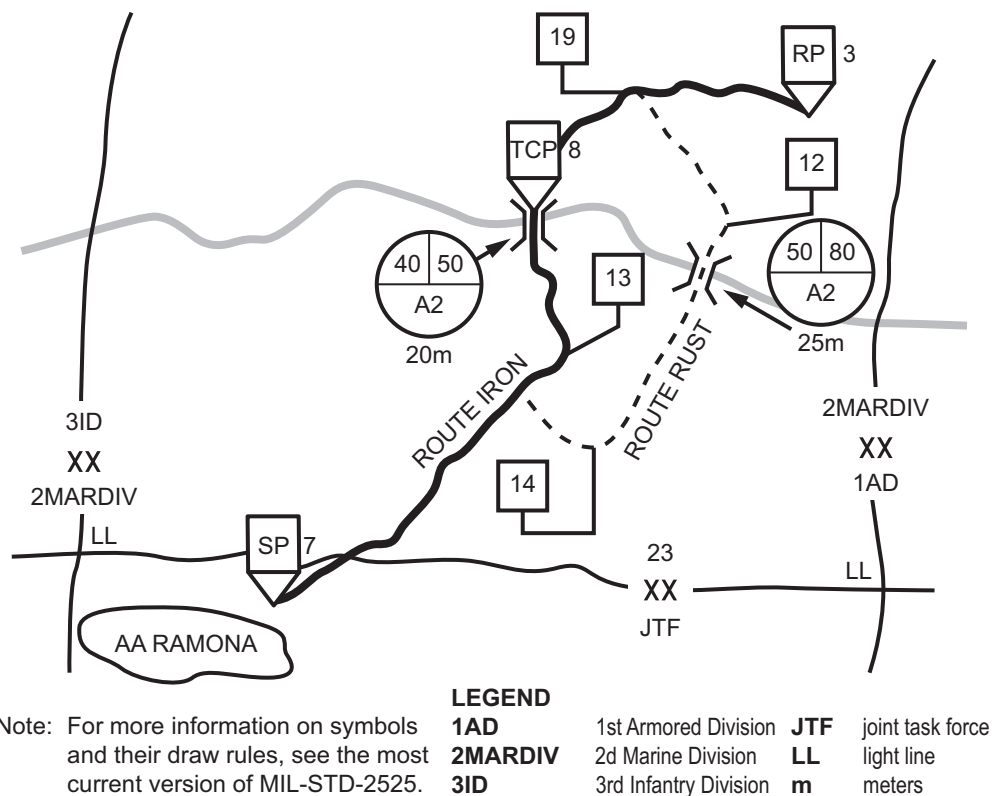 19
RP 3
TCP 8
12
40 50
A2
20m
13
50 80
A2
25m
ROUTE IRON
ROUTE RUST
3ID
XX
2MARDIV
2MARDIV
XX
1AD
14
LL
SP 7
23
XX
JTF
LL
AA RAMONA
LEGEND
Note: For more information on symbols
and their draw rules, see the most
current version of MIL-STD-2525.
1AD 1st Armored Division JTF joint task force
2MARDIV 2d Marine Division LL light line
3ID 3rd Infantry Division m meters